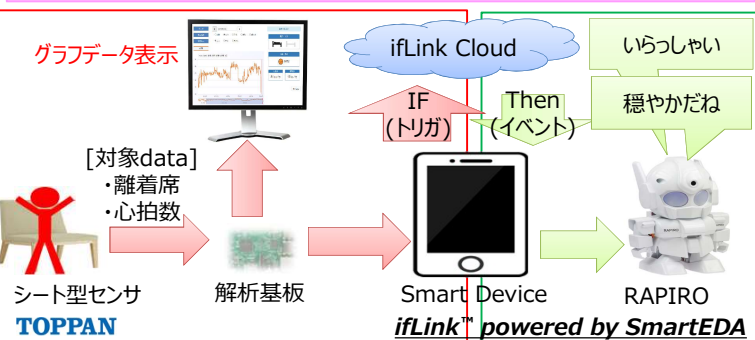 グラフデータ表示
ifLink Cloud
いらっしゃい
穏やかだね
IF
(トリガ)
Then
(イベント)
[対象data]
・離着席
・心拍数
シート型センサ
解析基板
Smart Device
RAPIRO
RAPIRO
TOPPAN
ifLink™ powered by SmartEDA